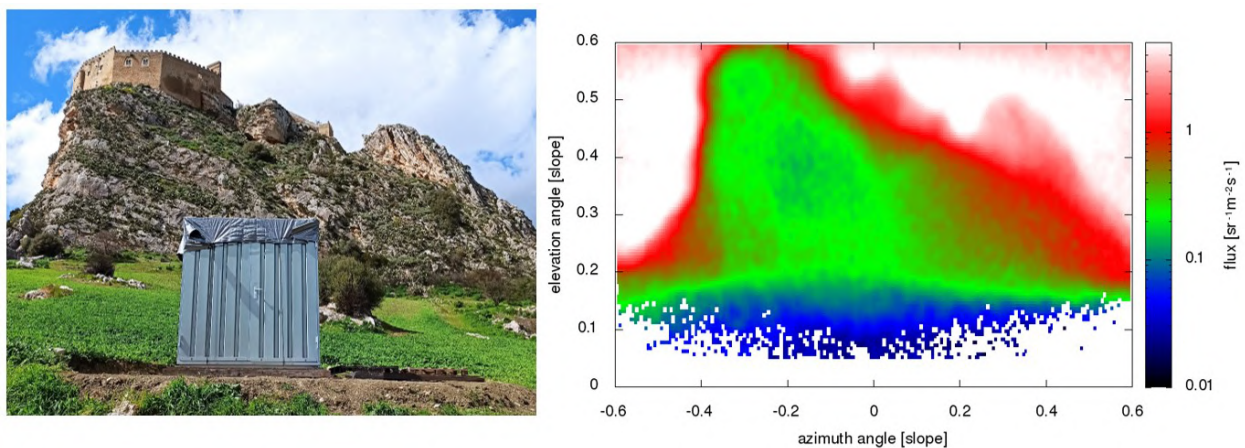 0.6
0.5
0.4
0.3
0.2
0.1
0
-0.6 -0.4 -0.2 0 0.2 0.4 0.6
elevation angle [slope]
azimuth angle [slope]
1
0.1
0.01
flux [sr⁻¹m⁻²s⁻¹]